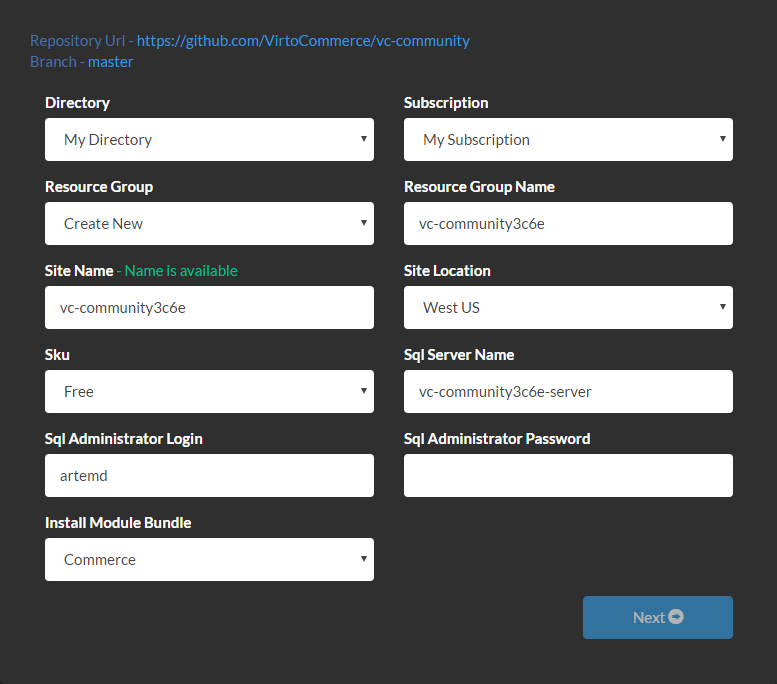 Repository Url - https://github.com/VirtoCommerce/vc-community
Branch - master
Directory
Subscription
My Directory
My Subscription
Resource Group
Resource Group Name
Create New
vc-community3c6e
Site Name - Name is available
Site Location
vc-community3c6e
West US
Sku
Sql Server Name
Free
vc-community3c6e-server
Sql Administrator Login
Sql Administrator Password
artemd
Install Module Bundle
Commerce
Next